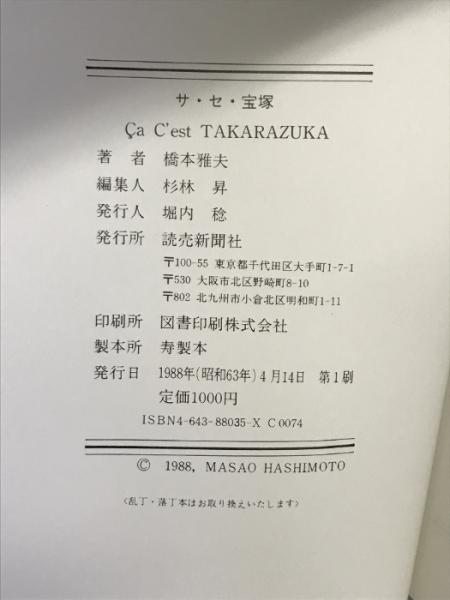 サ・セ・宝塚
Ça C'est TAKARAZUKA
著 者 橋本雅夫
編集人 杉林 昇
発行人 堀内 稔
発行所 読売新聞社
〒100-55 東京都千代田区大手町1-7-1
〒530 大阪市北区野崎町8-10
〒802 北九州市小倉北区明和町1-11
印刷所 図書印刷株式会社
製本所 寿製本
発行日 1988年(昭和63年)4月14日 第1刷
定価1000円
ISBN4-643-88035-X C0074
© 1988, MASAO HASHIMOTO
〈乱丁・落丁本はお取り換えいたします〉